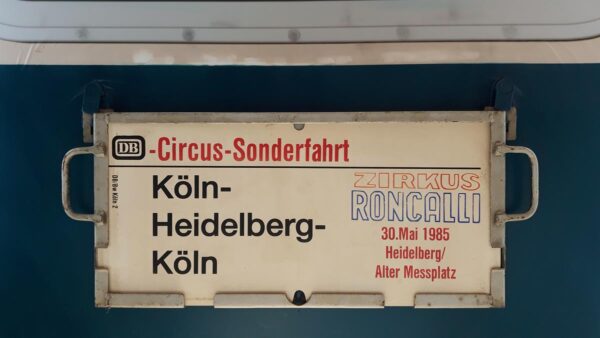 DB-Circus-Sonderfahrt
Köln-
Heidelberg-
Köln
ZIRKUS
RONCALLI
30.Mai 1985
Heidelberg/
Alter Messplatz